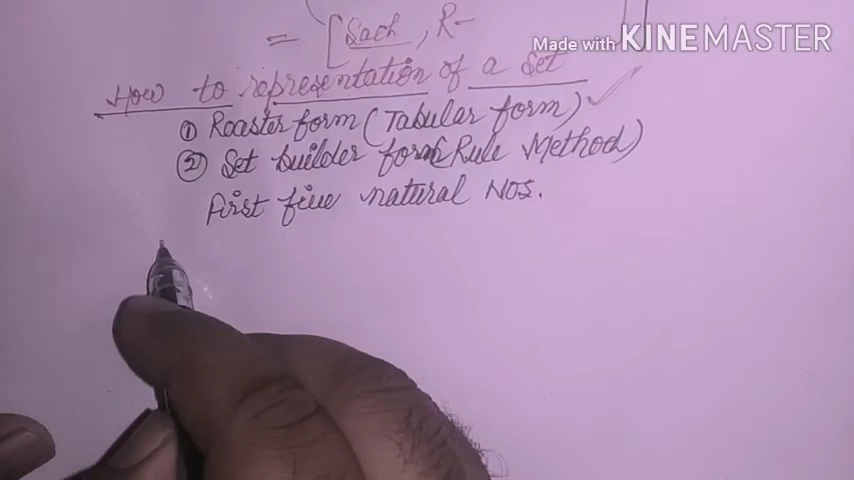 = [Sach, R-
Made with KINEMASTER
How to representation of a Set
① Roaster form (Tabular form)
② Set builder form (Rule Method)
First five natural Nos.